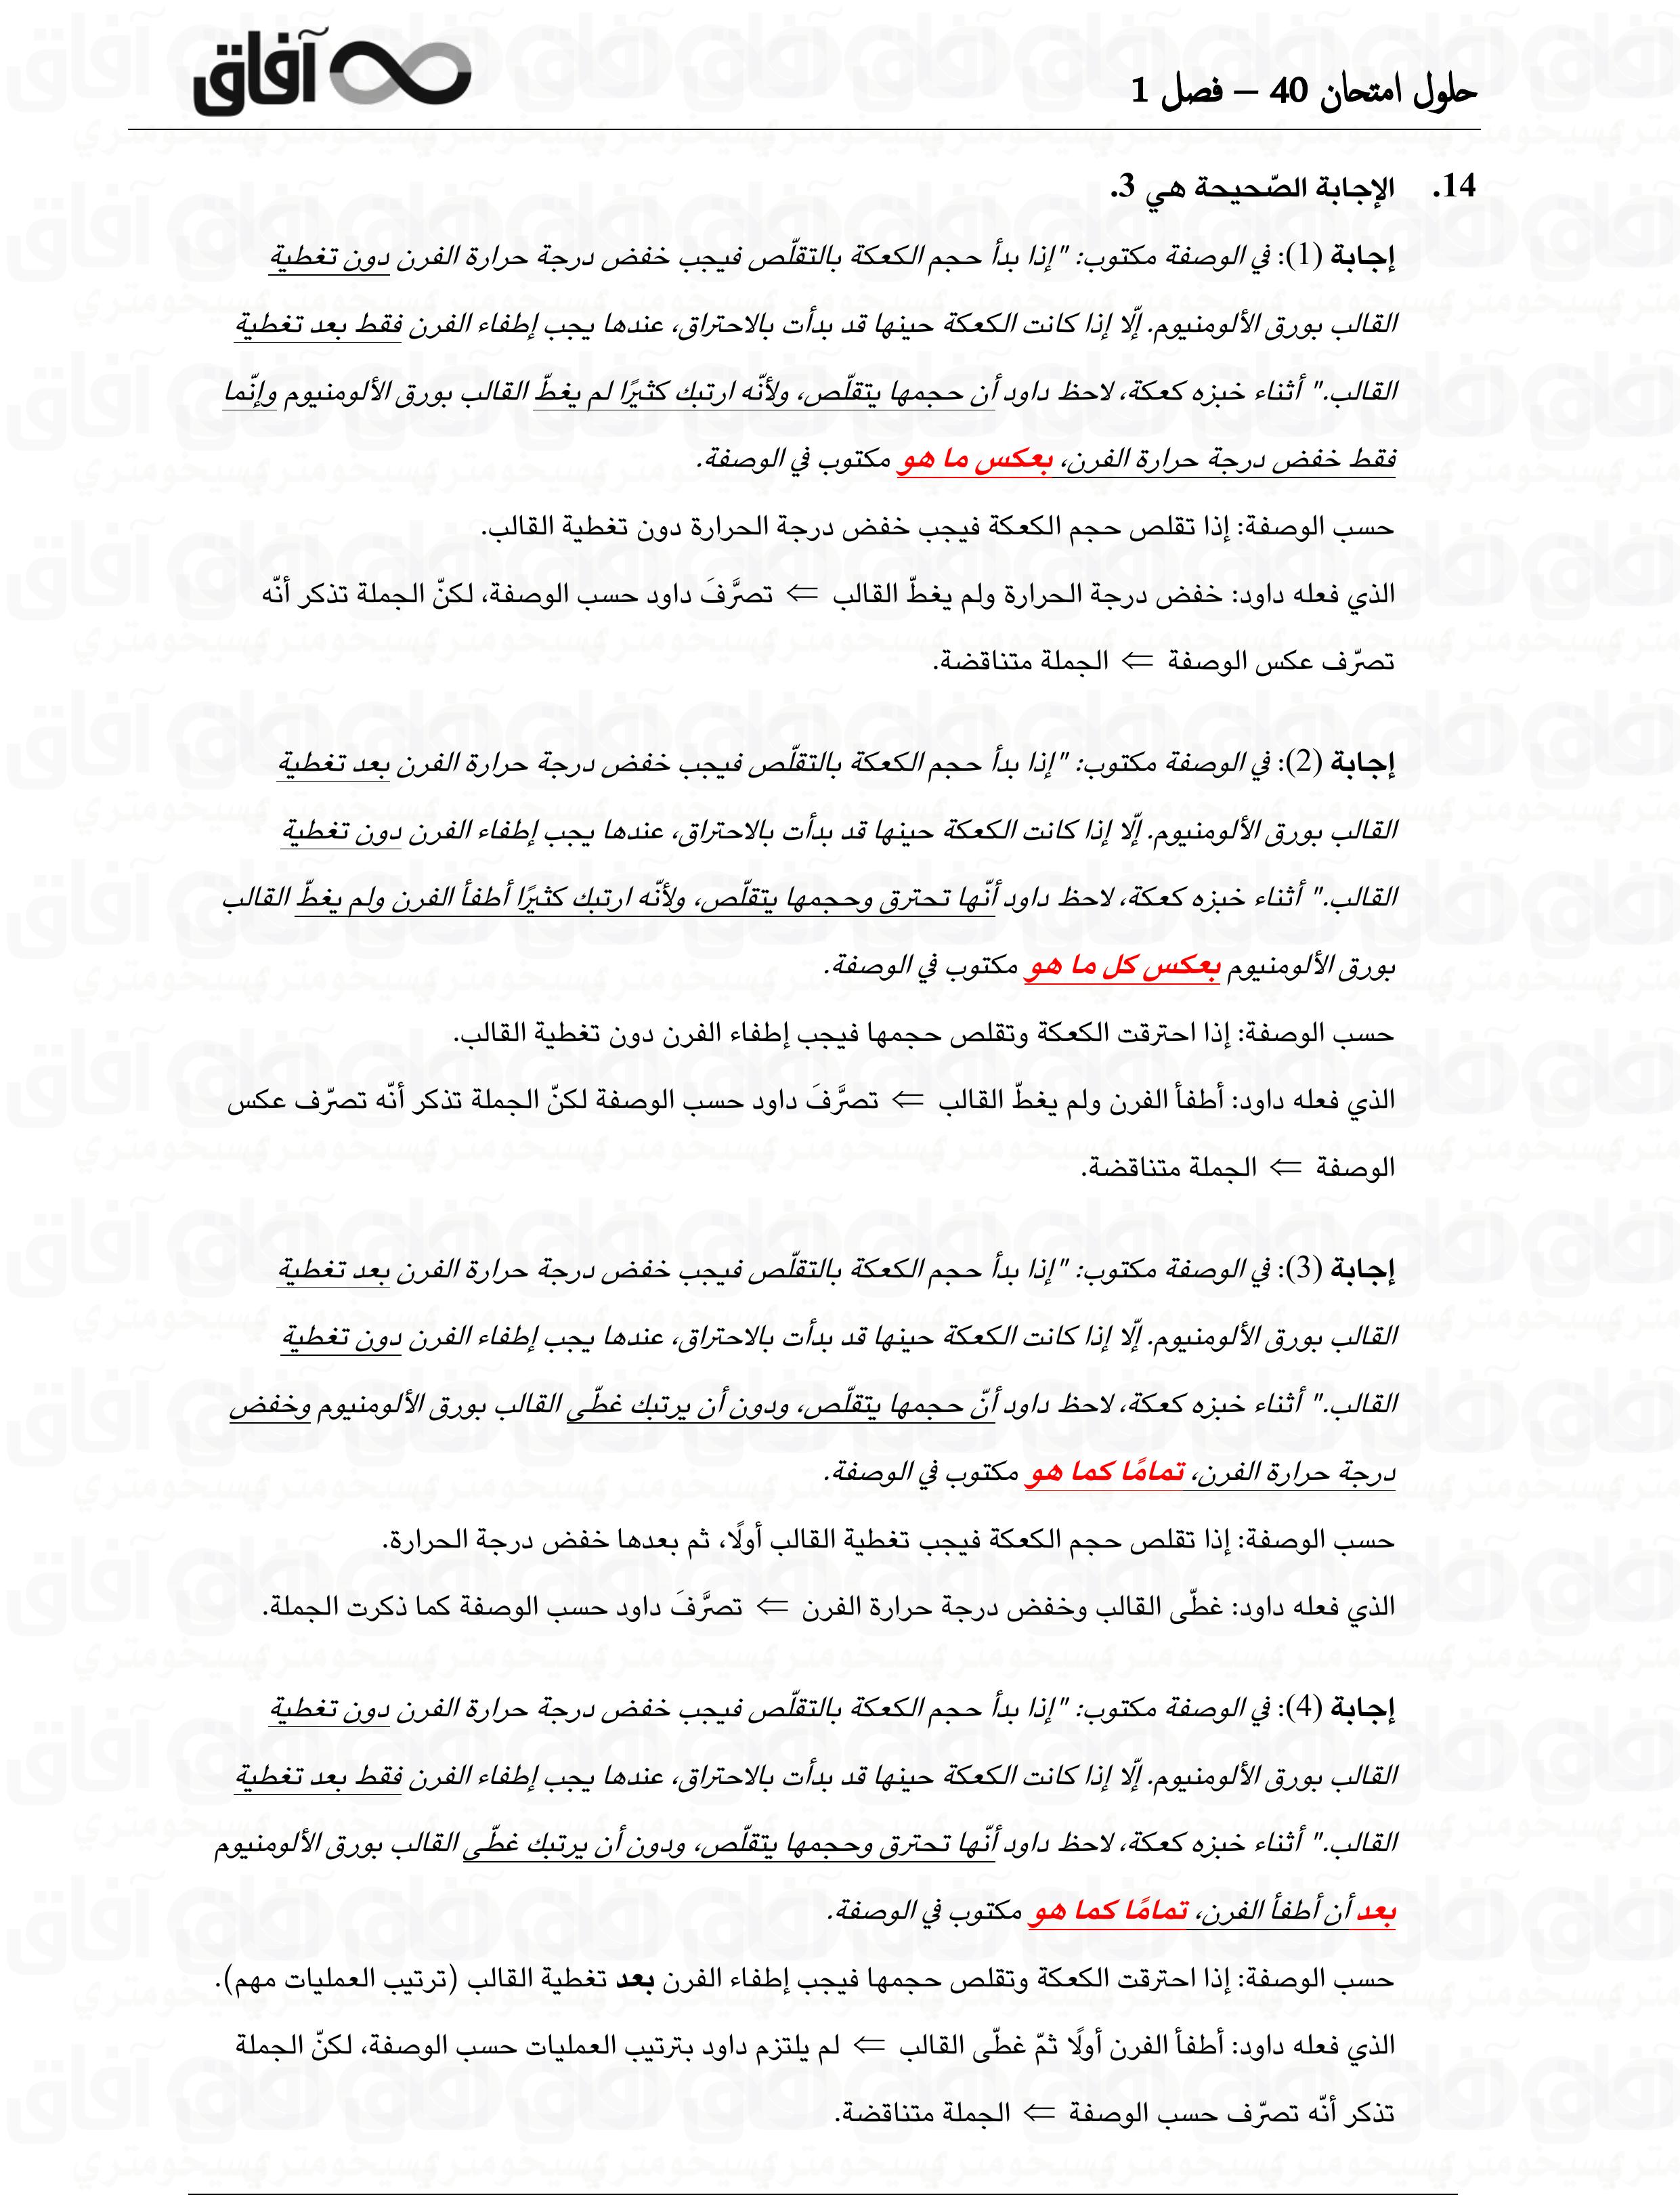 آفاق
حلول امتحان 40 – فصل 1
14. الإجابة الصّحيحة هي 3.
إجابة (1): في الوصفة مكتوب: "إذا بدأ حجم الكعكة بالتقلّص فيجب خفض درجة حرارة الفرن دون تغطية
القالب بورق الألومنيوم. إلّا إذا كانت الكعكة حينها قد بدأت بالاحتراق، عندها يجب إطفاء الفرن فقط بعد تغطية
القالب." أثناء خبزه كعكة، لاحظ داود أن حجمها يتقلّص، ولأنّه ارتبك كثيرًا لم يغطّ القالب بورق الألومنيوم وإنّما
فقط خفض درجة حرارة الفرن، بعكس ما هو مكتوب في الوصفة.
حسب الوصفة: إذا تقلص حجم الكعكة فيجب خفض درجة الحرارة دون تغطية القالب.
الذي فعله داود: خفض درجة الحرارة ولم يغطّ القالب ⇐ تصرَّفَ داود حسب الوصفة، لكنّ الجملة تذكر أنّه
تصرّف عكس الوصفة ⇐ الجملة متناقضة.
إجابة (2): في الوصفة مكتوب: "إذا بدأ حجم الكعكة بالتقلّص فيجب خفض درجة حرارة الفرن بعد تغطية
القالب بورق الألومنيوم. إلّا إذا كانت الكعكة حينها قد بدأت بالاحتراق، عندها يجب إطفاء الفرن دون تغطية
القالب." أثناء خبزه كعكة، لاحظ داود أنّها تحترق وحجمها يتقلّص، ولأنّه ارتبك كثيرًا أطفأ الفرن ولم يغطّ القالب
بورق الألومنيوم بعكس كل ما هو مكتوب في الوصفة.
حسب الوصفة: إذا احترقت الكعكة وتقلص حجمها فيجب إطفاء الفرن دون تغطية القالب.
الذي فعله داود: أطفأ الفرن ولم يغطّ القالب ⇐ تصرَّفَ داود حسب الوصفة لكنّ الجملة تذكر أنّه تصرّف عكس
الوصفة ⇐ الجملة متناقضة.
إجابة (3): في الوصفة مكتوب: "إذا بدأ حجم الكعكة بالتقلّص فيجب خفض درجة حرارة الفرن بعد تغطية
القالب بورق الألومنيوم. إلّا إذا كانت الكعكة حينها قد بدأت بالاحتراق، عندها يجب إطفاء الفرن دون تغطية
القالب." أثناء خبزه كعكة، لاحظ داود أنّ حجمها يتقلّص، ودون أن يرتبك غطّى القالب بورق الألومنيوم وخفض
درجة حرارة الفرن، تمامًا كما هو مكتوب في الوصفة.
حسب الوصفة: إذا تقلص حجم الكعكة فيجب تغطية القالب أولًا، ثم بعدها خفض درجة الحرارة.
الذي فعله داود: غطّى القالب وخفض درجة حرارة الفرن ⇐ تصرَّفَ داود حسب الوصفة كما ذكرت الجملة.
إجابة (4): في الوصفة مكتوب: "إذا بدأ حجم الكعكة بالتقلّص فيجب خفض درجة حرارة الفرن دون تغطية
القالب بورق الألومنيوم. إلّا إذا كانت الكعكة حينها قد بدأت بالاحتراق، عندها يجب إطفاء الفرن فقط بعد تغطية
القالب." أثناء خبزه كعكة، لاحظ داود أنّها تحترق وحجمها يتقلّص، ودون أن يرتبك غطّى القالب بورق الألومنيوم
بعد أن أطفأ الفرن، تمامًا كما هو مكتوب في الوصفة.
حسب الوصفة: إذا احترقت الكعكة وتقلص حجمها فيجب إطفاء الفرن بعد تغطية القالب (ترتيب العمليات مهم).
الذي فعله داود: أطفأ الفرن أولًا ثمّ غطّى القالب ⇐ لم يلتزم داود بترتيب العمليات حسب الوصفة، لكنّ الجملة
تذكر أنّه تصرّف حسب الوصفة ⇐ الجملة متناقضة.